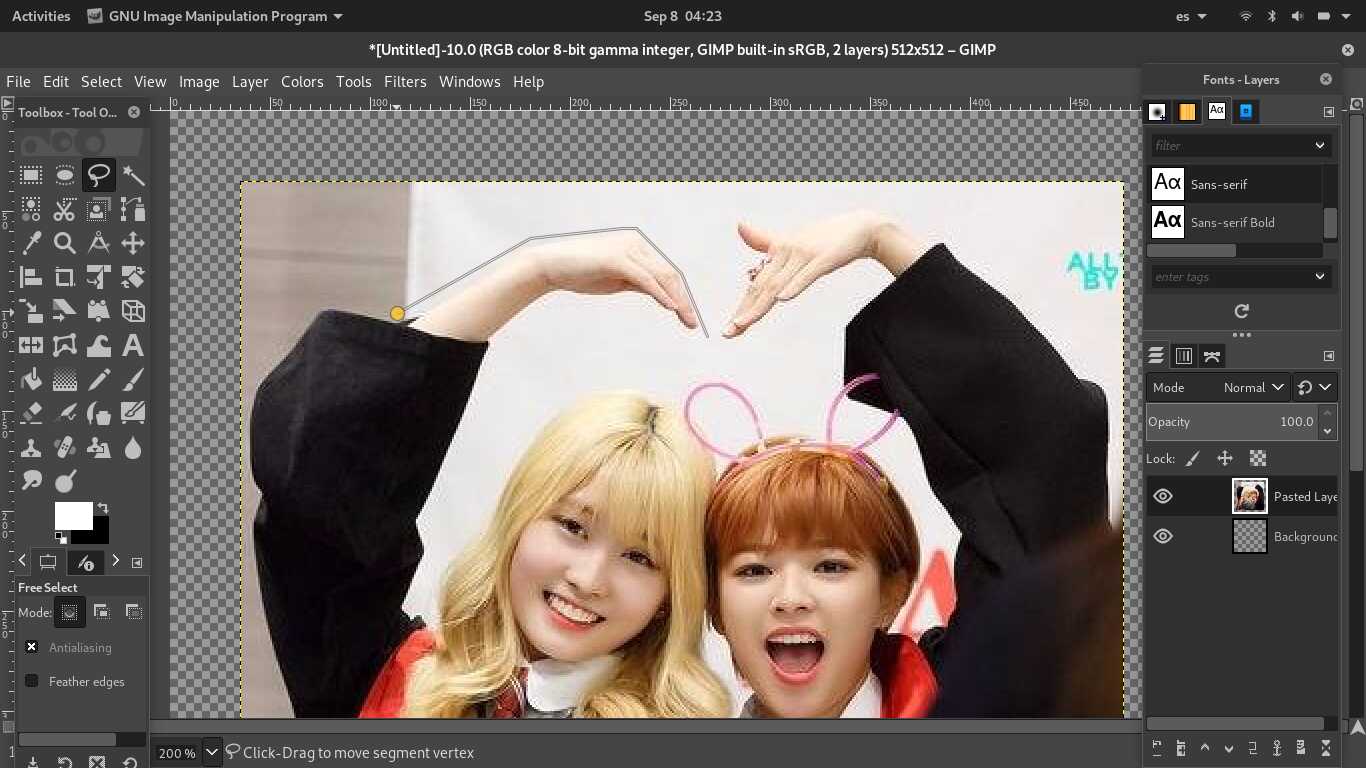 Activities GNU Image Manipulation Program Sep 8 04:23 es
*[Untitled]-10.0 (RGB color 8-bit gamma integer, GIMP built-in sRGB, 2 layers) 512x512 – GIMP
File Edit Select View Image Layer Colors Tools Filters Windows Help
Fonts - Layers
0 50 100 150 200 250 300 350 400 450
Toolbox - Tool O...
Aα
filter
Aα Sans-serif
Aα Sans-serif Bold
ALL
BY
enter tags
Mode Normal
Opacity 100.0
Lock:
Pasted Laye
Background
Free Select
Mode:
Antialiasing
Feather edges
200 % Click-Drag to move segment vertex